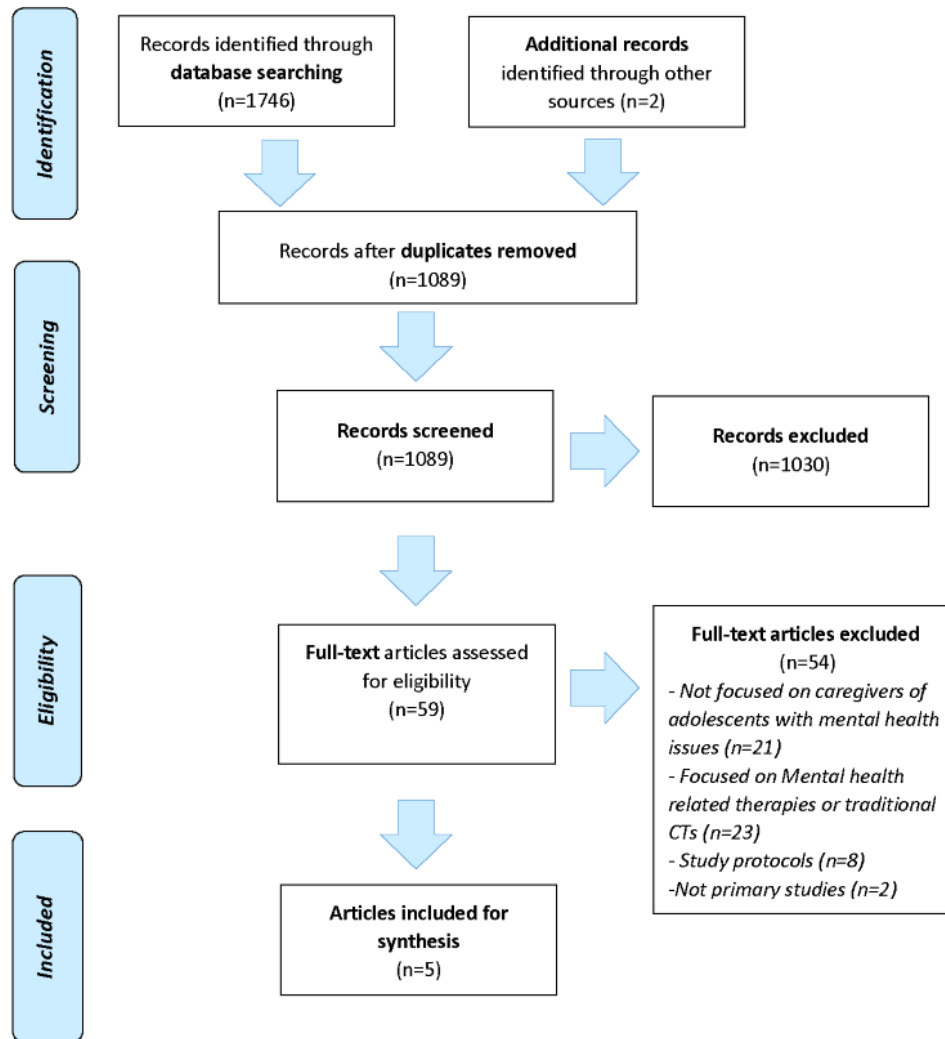 Identification
Records identified through
database searching
(n=1746)
Additional records
identified through other
sources (n=2)
Records after duplicates removed
(n=1089)
Screening
Records screened
(n=1089)
Records excluded
(n=1030)
Eligibility
Full-text articles assessed
for eligibility
(n=59)
Full-text articles excluded
(n=54)
- Not focused on caregivers of
adolescents with mental health
issues (n=21)
- Focused on Mental health
related therapies or traditional
CTs (n=23)
- Study protocols (n=8)
-Not primary studies (n=2)
Included
Articles included for
synthesis
(n=5)